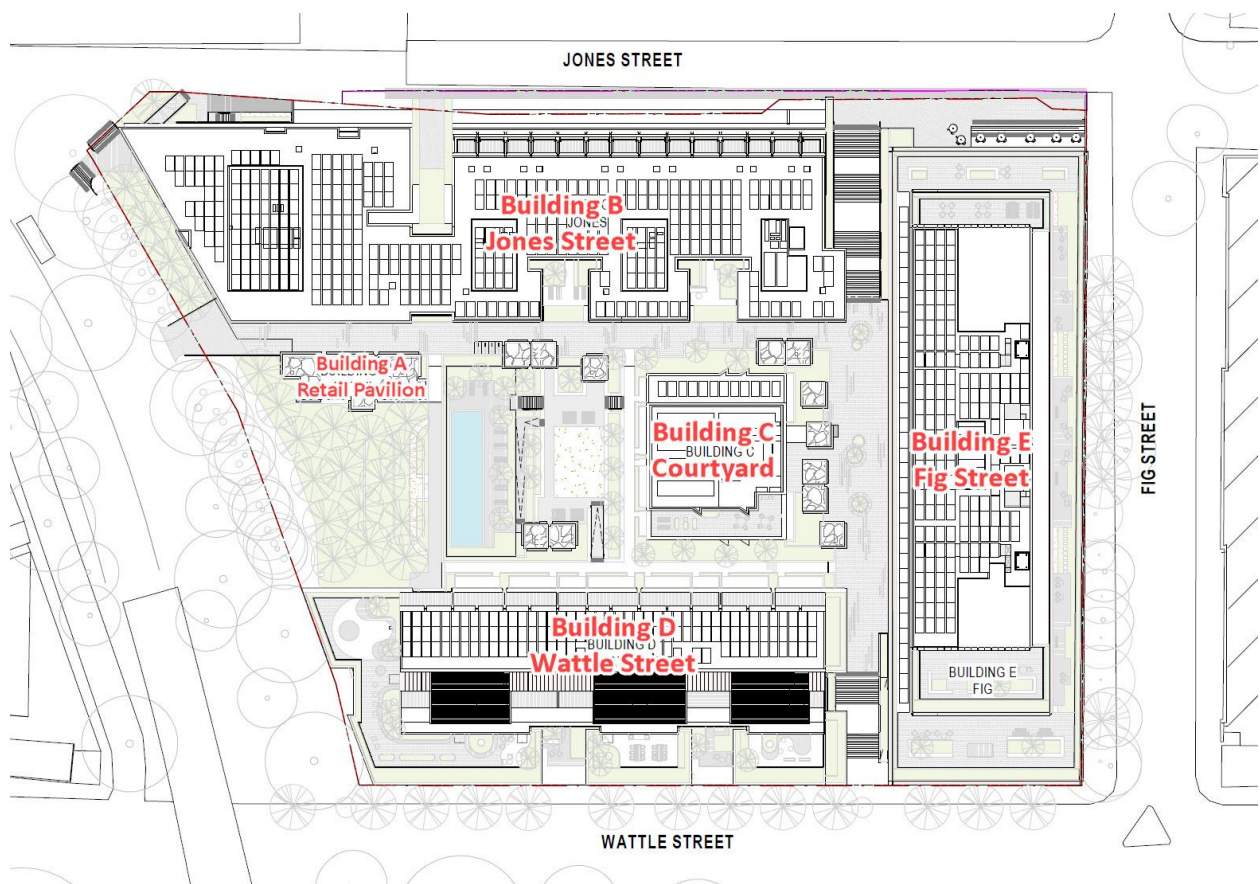 JONES STREET
Building B
JONES
Jones Street
Building A
Retail Pavilion
Building C
BUILDING C
Courtyard
Building E
Fig Street
FIG STREET
Building D
BUILDING D
Wattle Street
BUILDING E
FIG
WATTLE STREET